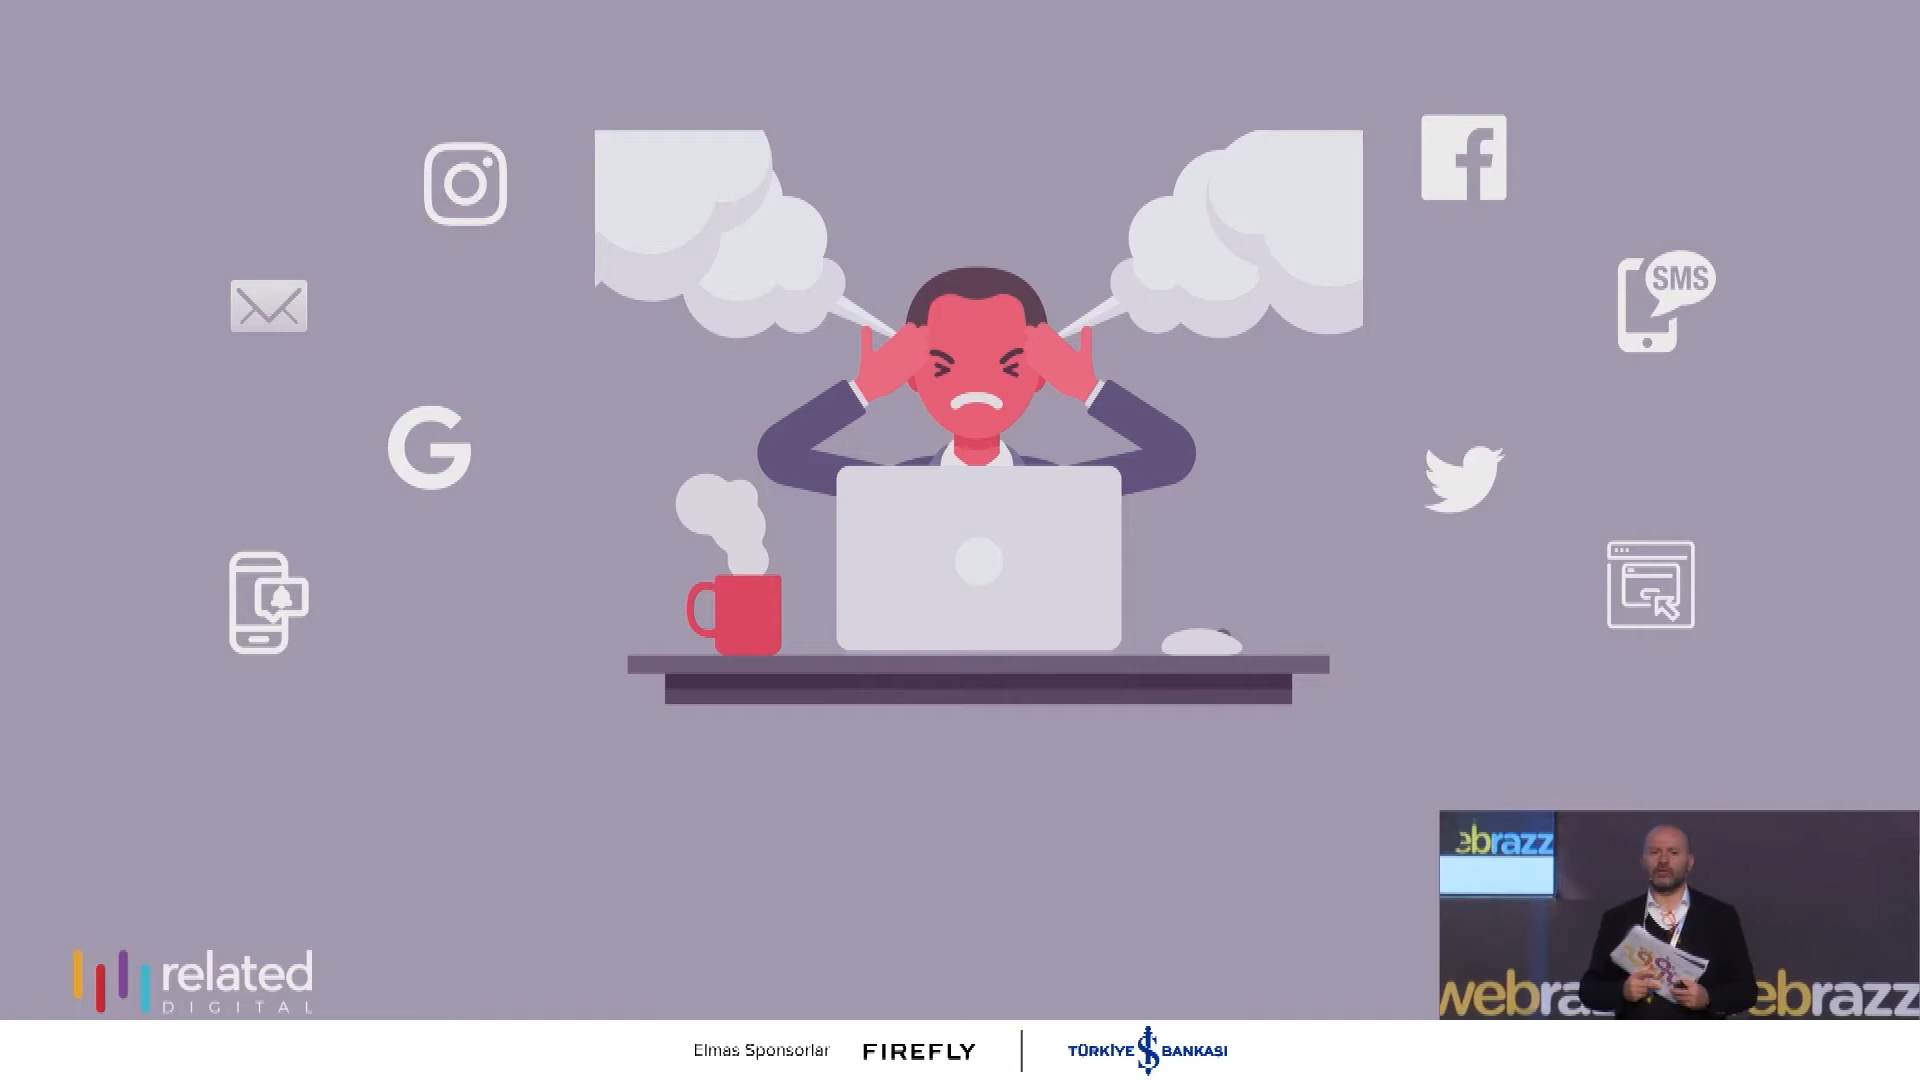 SMS
related
DIGITAL
ebrazz
webra
ebrazz
Elmas Sponsorlar
FIREFLY
TÜRKİYE
BANKASI